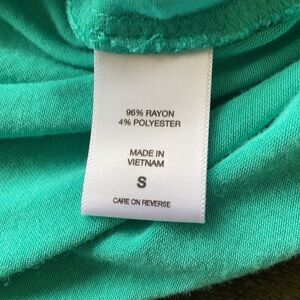 96% RAYON
4% POLYESTER
MADE IN
VIETNAM
S
CARE ON REVERSE